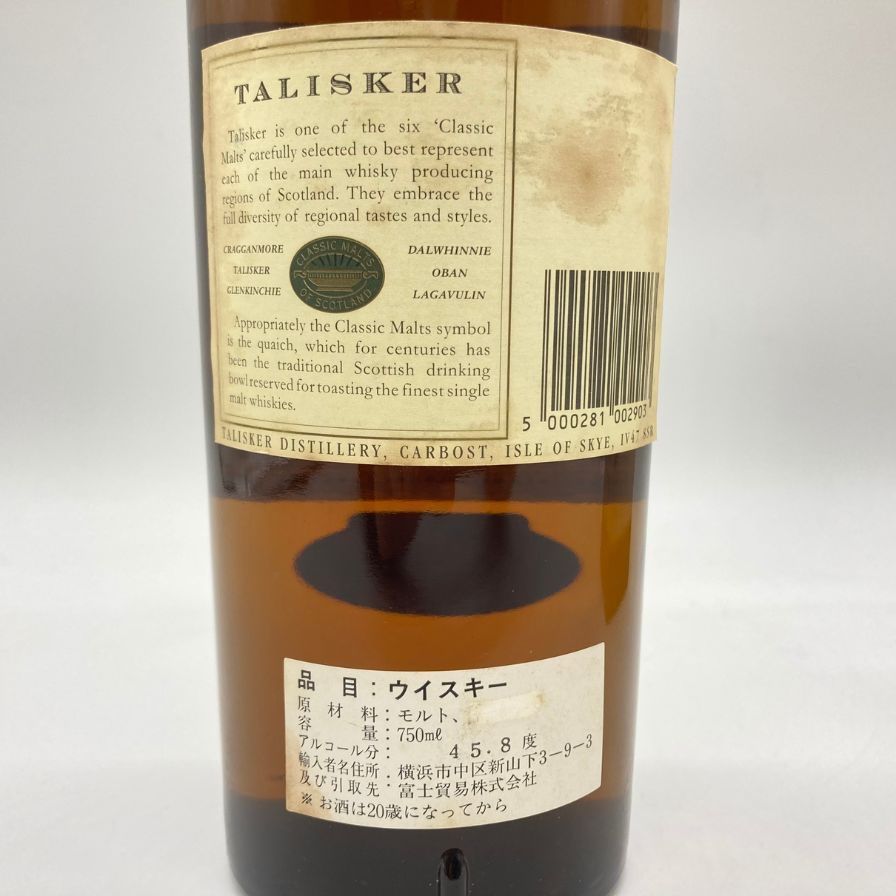 TALISKER
Talisker is one of the six 'Classic
Malts' carefully selected to best represent
each of the main whisky producing
regions of Scotland. They embrace the
full diversity of regional tastes and styles.
CRAGGANMORE
TALISKER
GLENKINCHIE
CLASSIC MALTS
OF SCOTLAND
DALWHINNIE
OBAN
LAGAVULIN
Appropriately the Classic Malts symbol
is the quaich, which for centuries has
been the traditional Scottish drinking
bowl reserved for toasting the finest single
malt whiskies.
5 000281 002903
TALISKER DISTILLERY, CARBOST, ISLE OF SKYE, IV47 8SR
品 目：ウイスキー
原 材 料：モルト、
容 量：750mℓ
アルコール分： 45.8度
輸入者名住所：横浜市中区新山下3-9-3
及び引取先：富士貿易株式会社
※お酒は20歳になってから